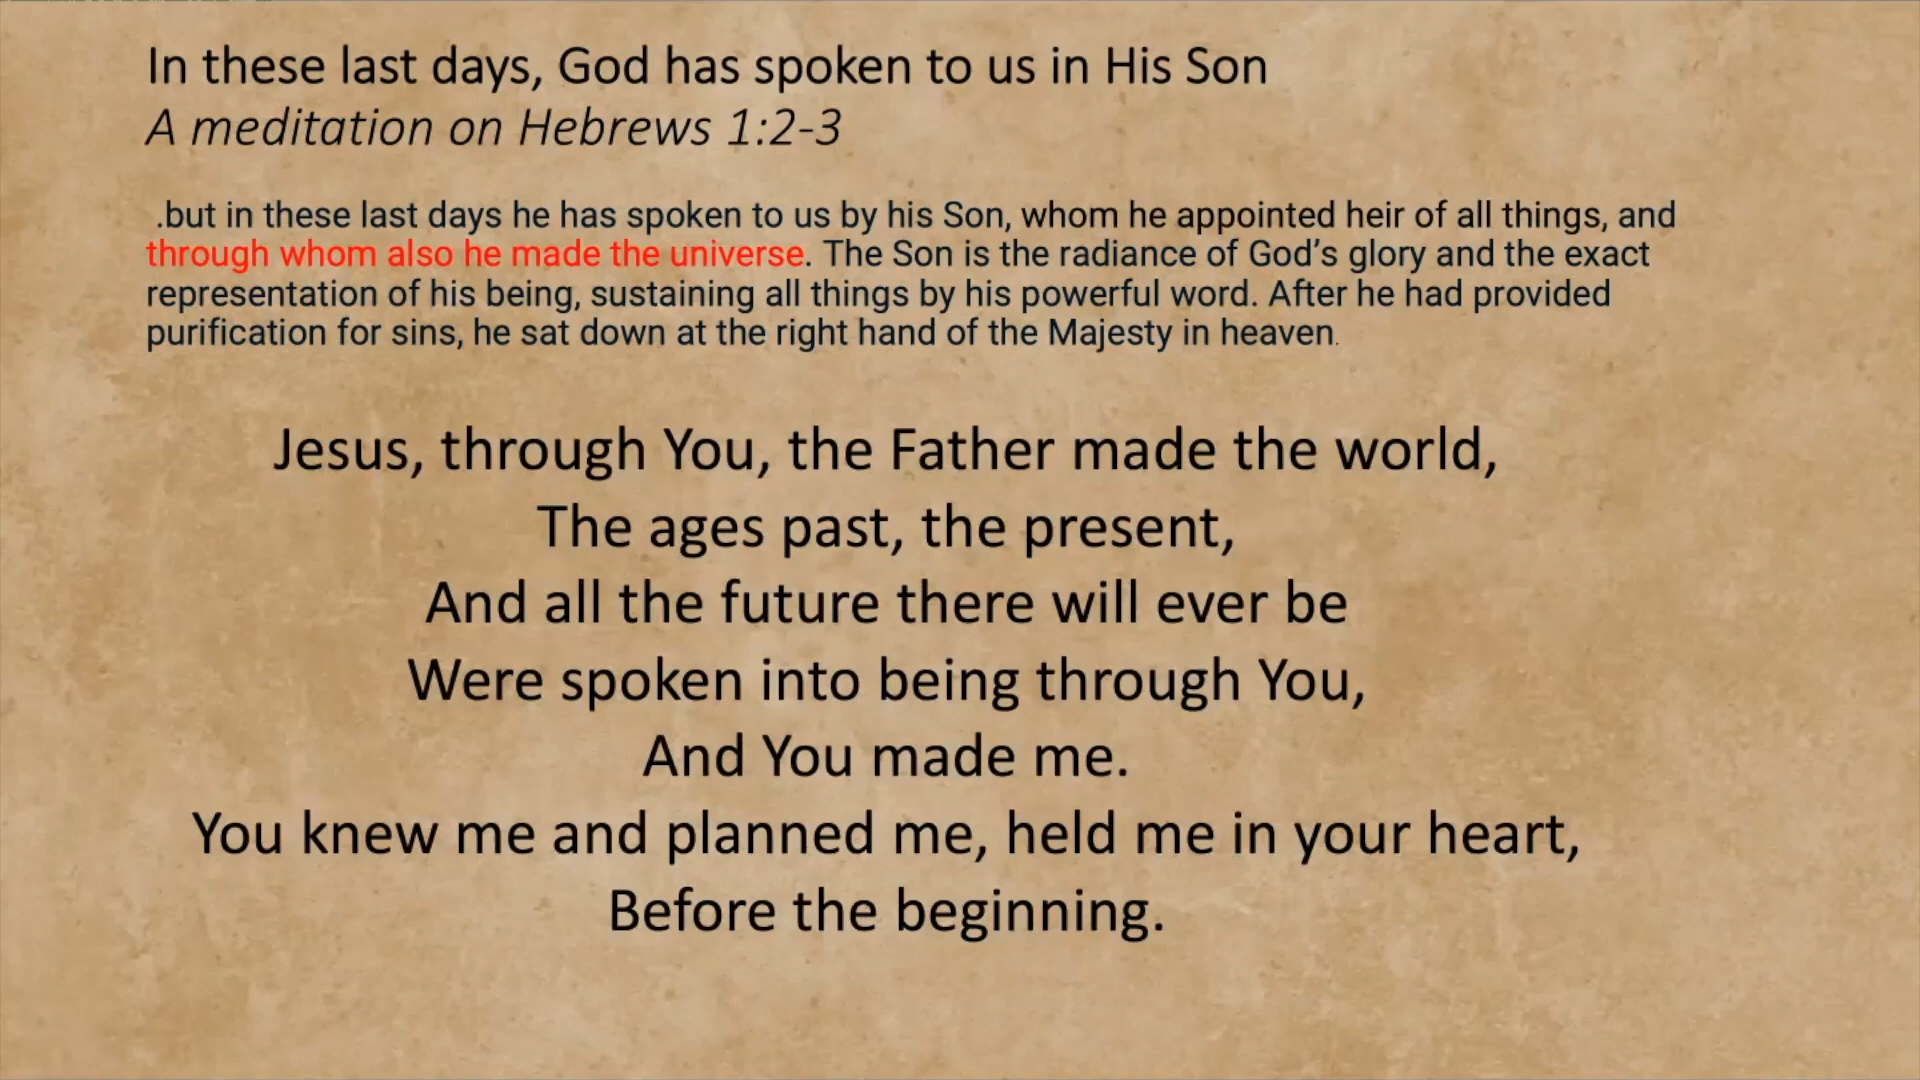 In these last days, God has spoken to us in His Son
A meditation on Hebrews 1:2-3
.but in these last days he has spoken to us by his Son, whom he appointed heir of all things, and
through whom also he made the universe. The Son is the radiance of God’s glory and the exact
representation of his being, sustaining all things by his powerful word. After he had provided
purification for sins, he sat down at the right hand of the Majesty in heaven.
Jesus, through You, the Father made the world,
The ages past, the present,
And all the future there will ever be
Were spoken into being through You,
And You made me.
You knew me and planned me, held me in your heart,
Before the beginning.